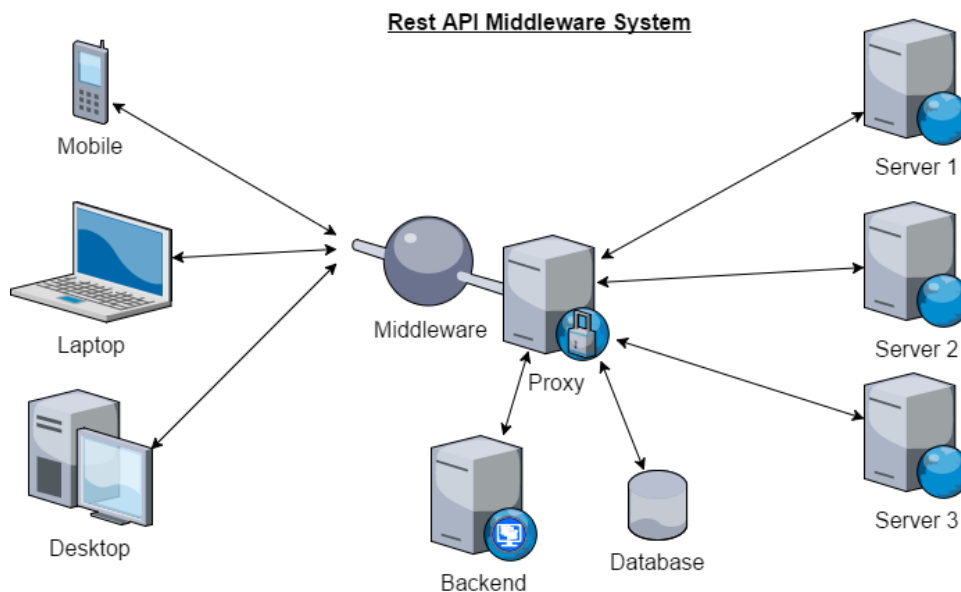 Rest API Middleware System
Mobile
Server 1
Laptop
Middleware
Server 2
Proxy
Desktop
Backend
Database
Server 3